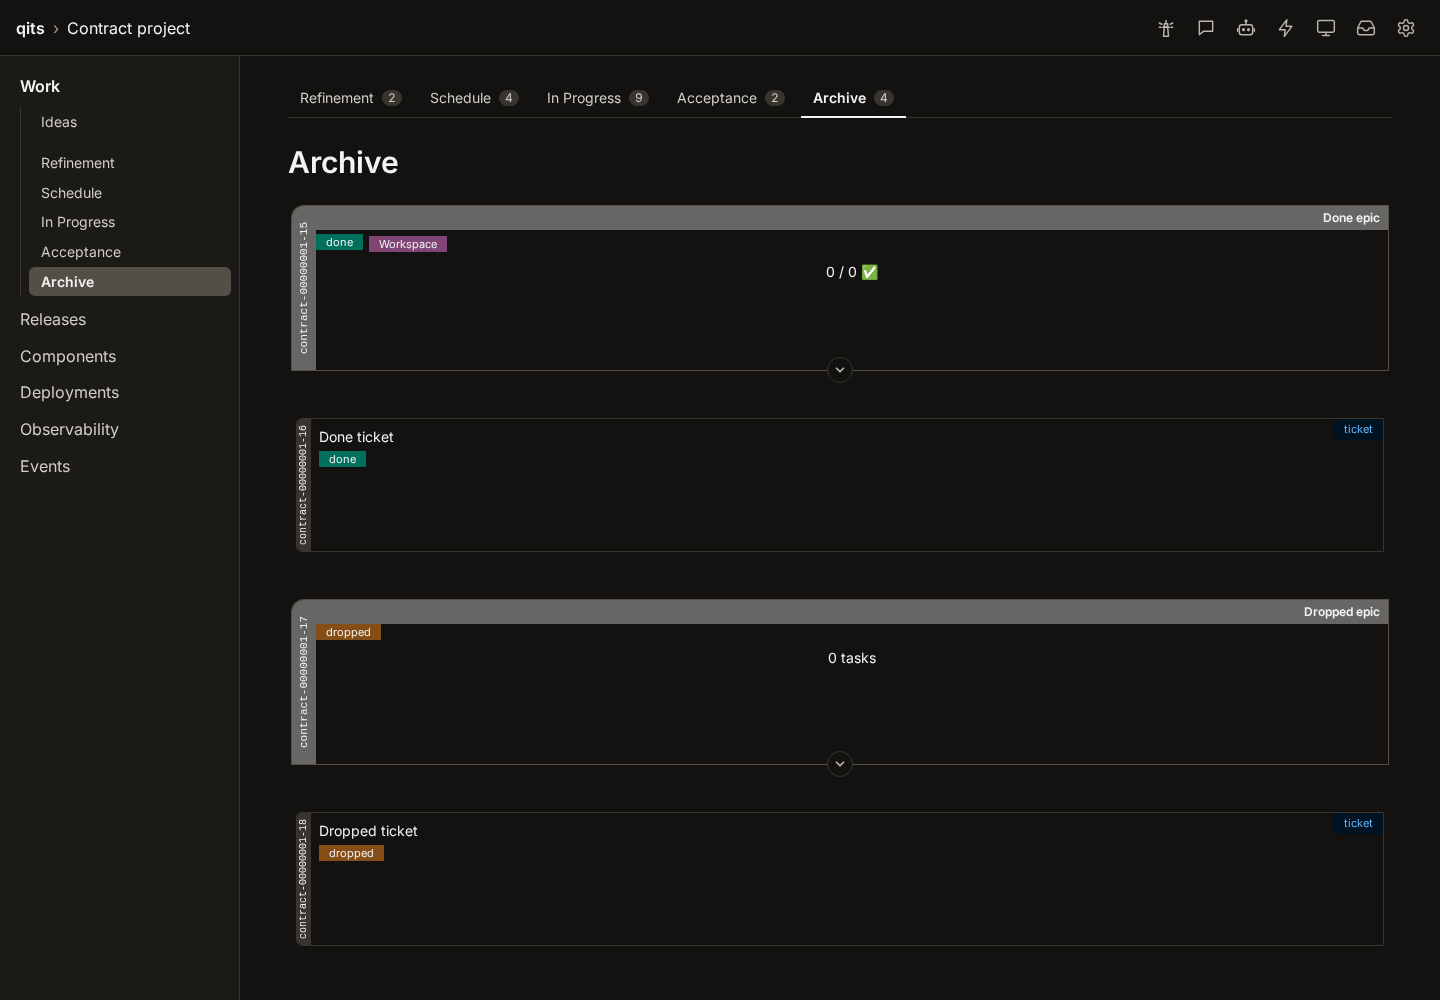 qits › Contract project
Work
Ideas
Refinement
Schedule
In Progress
Acceptance
Archive
Releases
Components
Deployments
Observability
Events
Refinement 2
Schedule 4
In Progress 9
Acceptance 2
Archive 4
Archive
contract-00000001-15
Done epic
done
Workspace
0 / 0 ✅
contract-00000001-16
Done ticket
ticket
done
contract-00000001-17
Dropped epic
dropped
0 tasks
contract-00000001-18
Dropped ticket
ticket
dropped